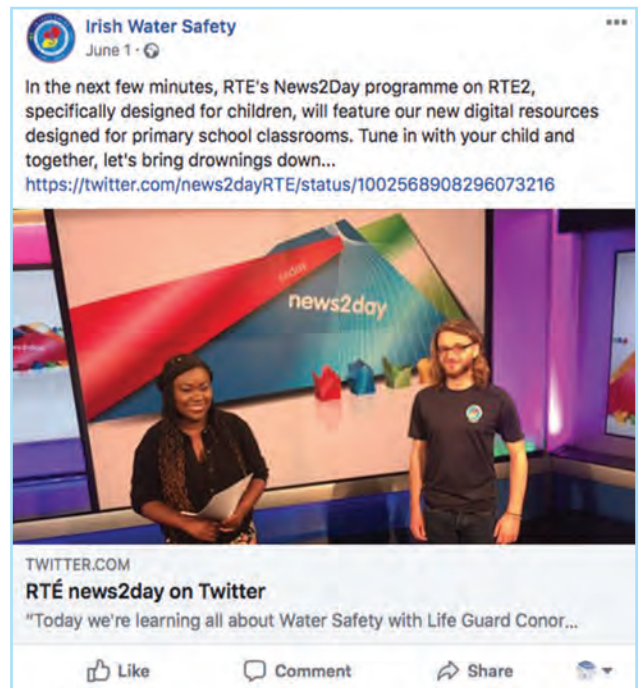 Irish Water Safety
June 1
In the next few minutes, RTE's News2Day programme on RTE2,
specifically designed for children, will feature our new digital resources
designed for primary school classrooms. Tune in with your child and
together, let's bring drownings down...
https://twitter.com/news2dayRTE/status/1002568908296073216
news2day
TWITTER.COM
RTÉ news2day on Twitter
"Today we're learning all about Water Safety with Life Guard Conor...
Like Comment Share